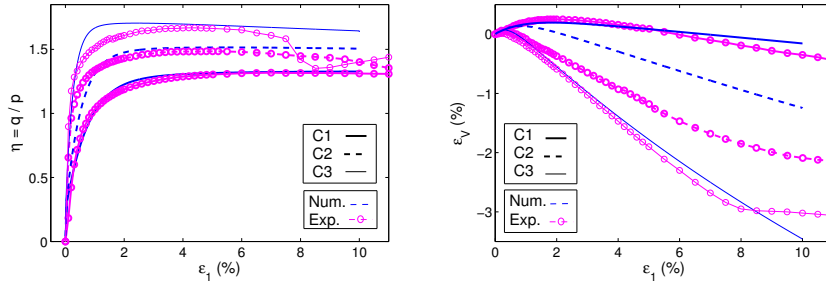 1.5
1
1.5
0
0 2 4 6 8 10
η = q / p
ε1 (%)
C1
C2
C3
Num.
Exp.
0
−1
−2
−3
0 2 4 6 8 10
εV (%)
ε1 (%)
C1
C2
C3
Num.
Exp.